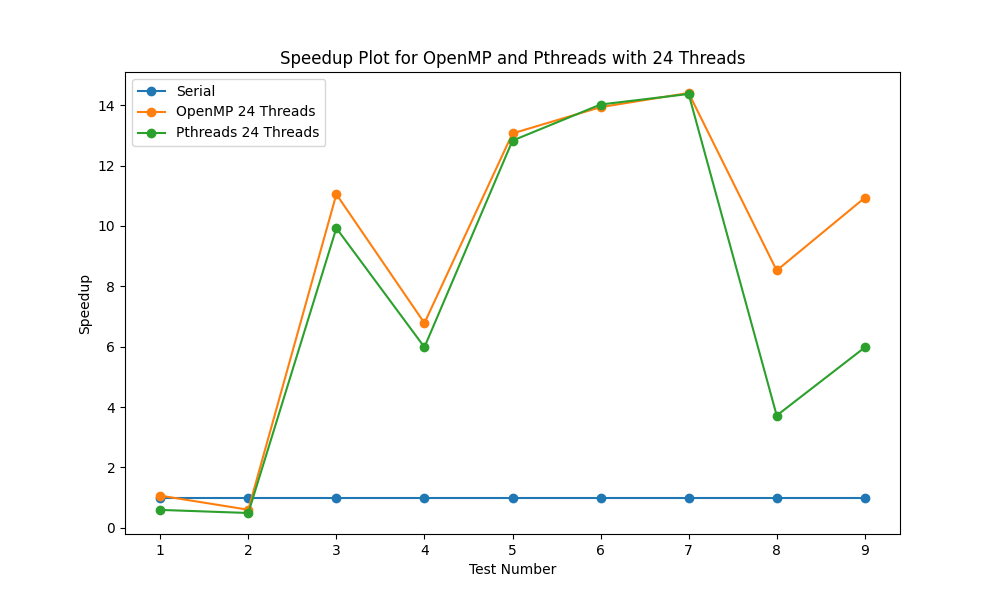 Speedup Plot for OpenMP and Pthreads with 24 Threads
Serial
OpenMP 24 Threads
Pthreads 24 Threads
14
12
10
8
6
4
2
0
Speedup
1 2 3 4 5 6 7 8 9
Test Number